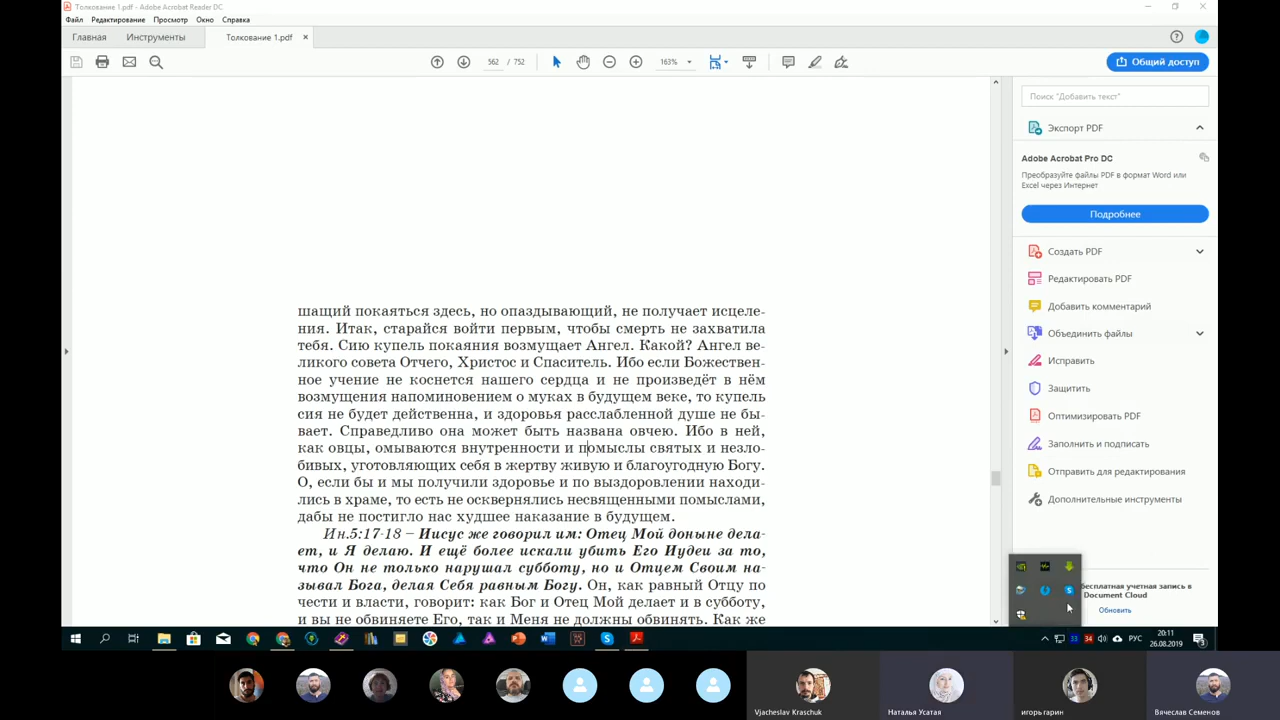 Толкование 1.pdf - Adobe Acrobat Reader DC
Файл Редактирование Просмотр Окно Справка
Главная Инструменты Толкование 1.pdf ×
562 / 752 163%
Общий доступ
Поиск "Добавить текст"
Экспорт PDF
Adobe Acrobat Pro DC
Преобразуйте файлы PDF в формат Word или
Excel через Интернет
Подробнее
Создать PDF
Редактировать PDF
Добавить комментарий
Объединить файлы
Исправить
Защитить
Оптимизировать PDF
Заполнить и подписать
Отправить для редактирования
Дополнительные инструменты
бесплатная учетная запись в
Document Cloud
Обновить
шащий покаяться здесь, но опаздывающий, не получает исцеле-
ния. Итак, старайся войти первым, чтобы смерть не захватила
тебя. Сию купель покаяния возмущает Ангел. Какой? Ангел ве-
ликого совета Отчего, Христос и Спаситель. Ибо если Божествен-
ное учение не коснется нашего сердца и не произведёт в нём
возмущения напоминовением о муках в будущем веке, то купель
сия не будет действенна, и здоровья расслабленной душе не бы-
вает. Справедливо она может быть названа овчею. Ибо в ней,
как овцы, омываются внутренности и помыслы святых и незло-
бивых, уготовляющих себя в жертву живую и благоугодную Богу.
О, если бы и мы получили здоровье и по выздоровлении находи-
лись в храме, то есть не осквернялись несвященными помыслами,
дабы не постигло нас худшее наказание в будущем.
Ин.5:17-18 – Иисус же говорил им: Отец Мой доныне дела-
ет, и Я делаю. И ещё более искали убить Его Иудеи за то,
что Он не только нарушал субботу, но и Отцем Своим на-
зывал Бога, делая Себя равным Богу. Он, как равный Отцу по
чести и власти, говорит: как Бог и Отец Мой делает и в субботу,
и вы не обвиняете Его, так и Меня не должны обвинять. Как же
33 34 РУС
20:11
26.08.2019
Vjacheslav Kraschuk
Наталья Усатая
игорь гарин
Вячеслав Семенов